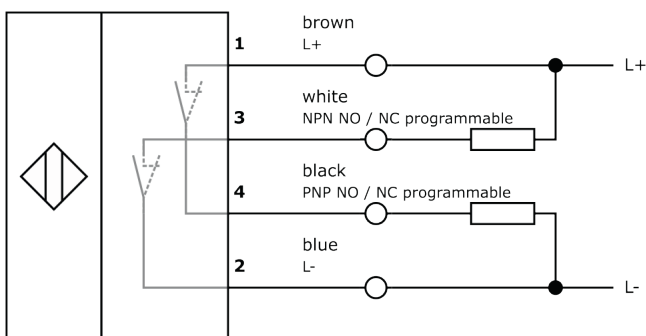 brown
1 L+
L+
white
3 NPN NO / NC programmable
black
4 PNP NO / NC programmable
blue
2 L-
L-